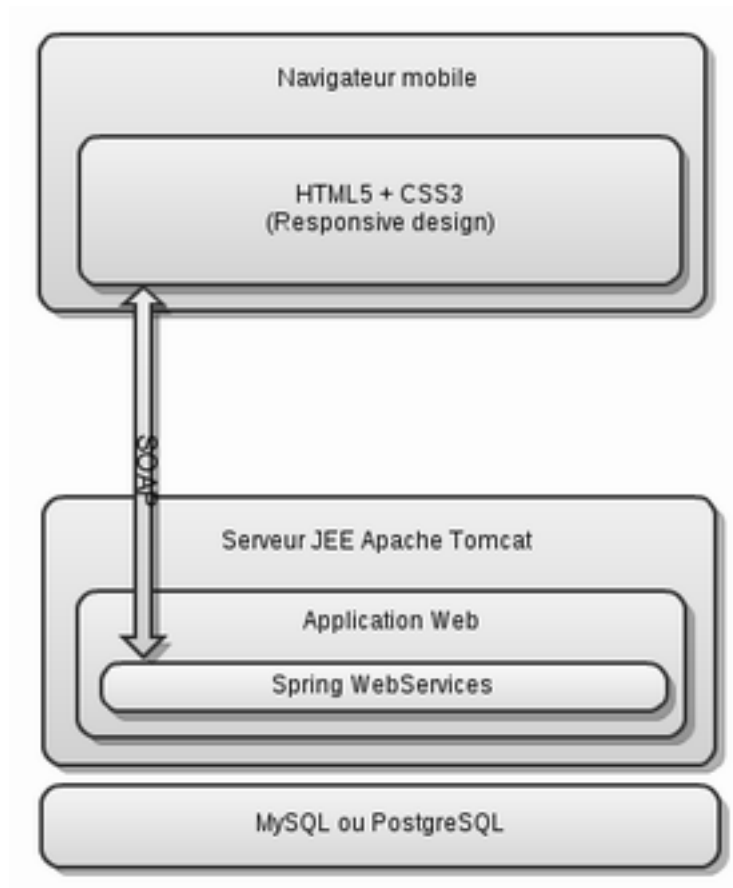 Navigateur mobile
HTML5 + CSS3
(Responsive design)
SOAP
Serveur JEE Apache Tomcat
Application Web
Spring WebServices
MySQL ou PostgreSQL